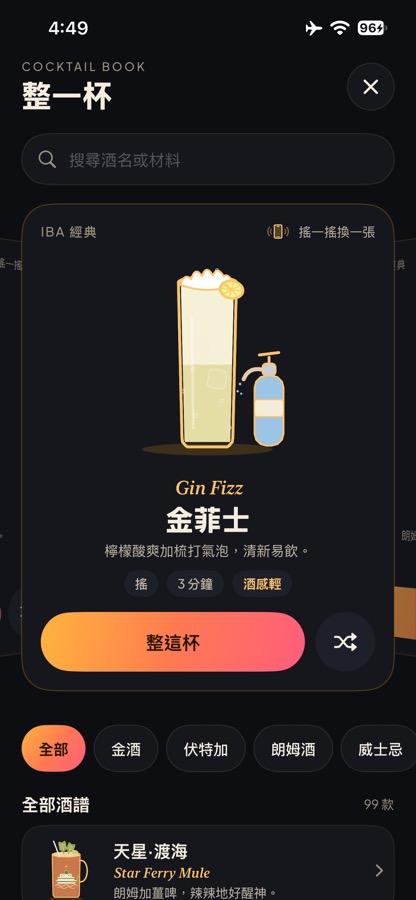 4:49
96
COCKTAIL BOOK
整一杯
搜尋酒名或材料
IBA 經典
搖一搖換一張
Gin Fizz
金菲士
檸檬酸爽加梳打氣泡，清新易飲。
搖
3 分鐘
酒感輕
整這杯
全部
金酒
伏特加
朗姆酒
威士忌
全部酒譜
99 款
天星·渡海
Star Ferry Mule
朗姆加薑啤，辣辣地好醒神。